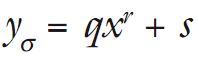 y_σ = qx^r + s